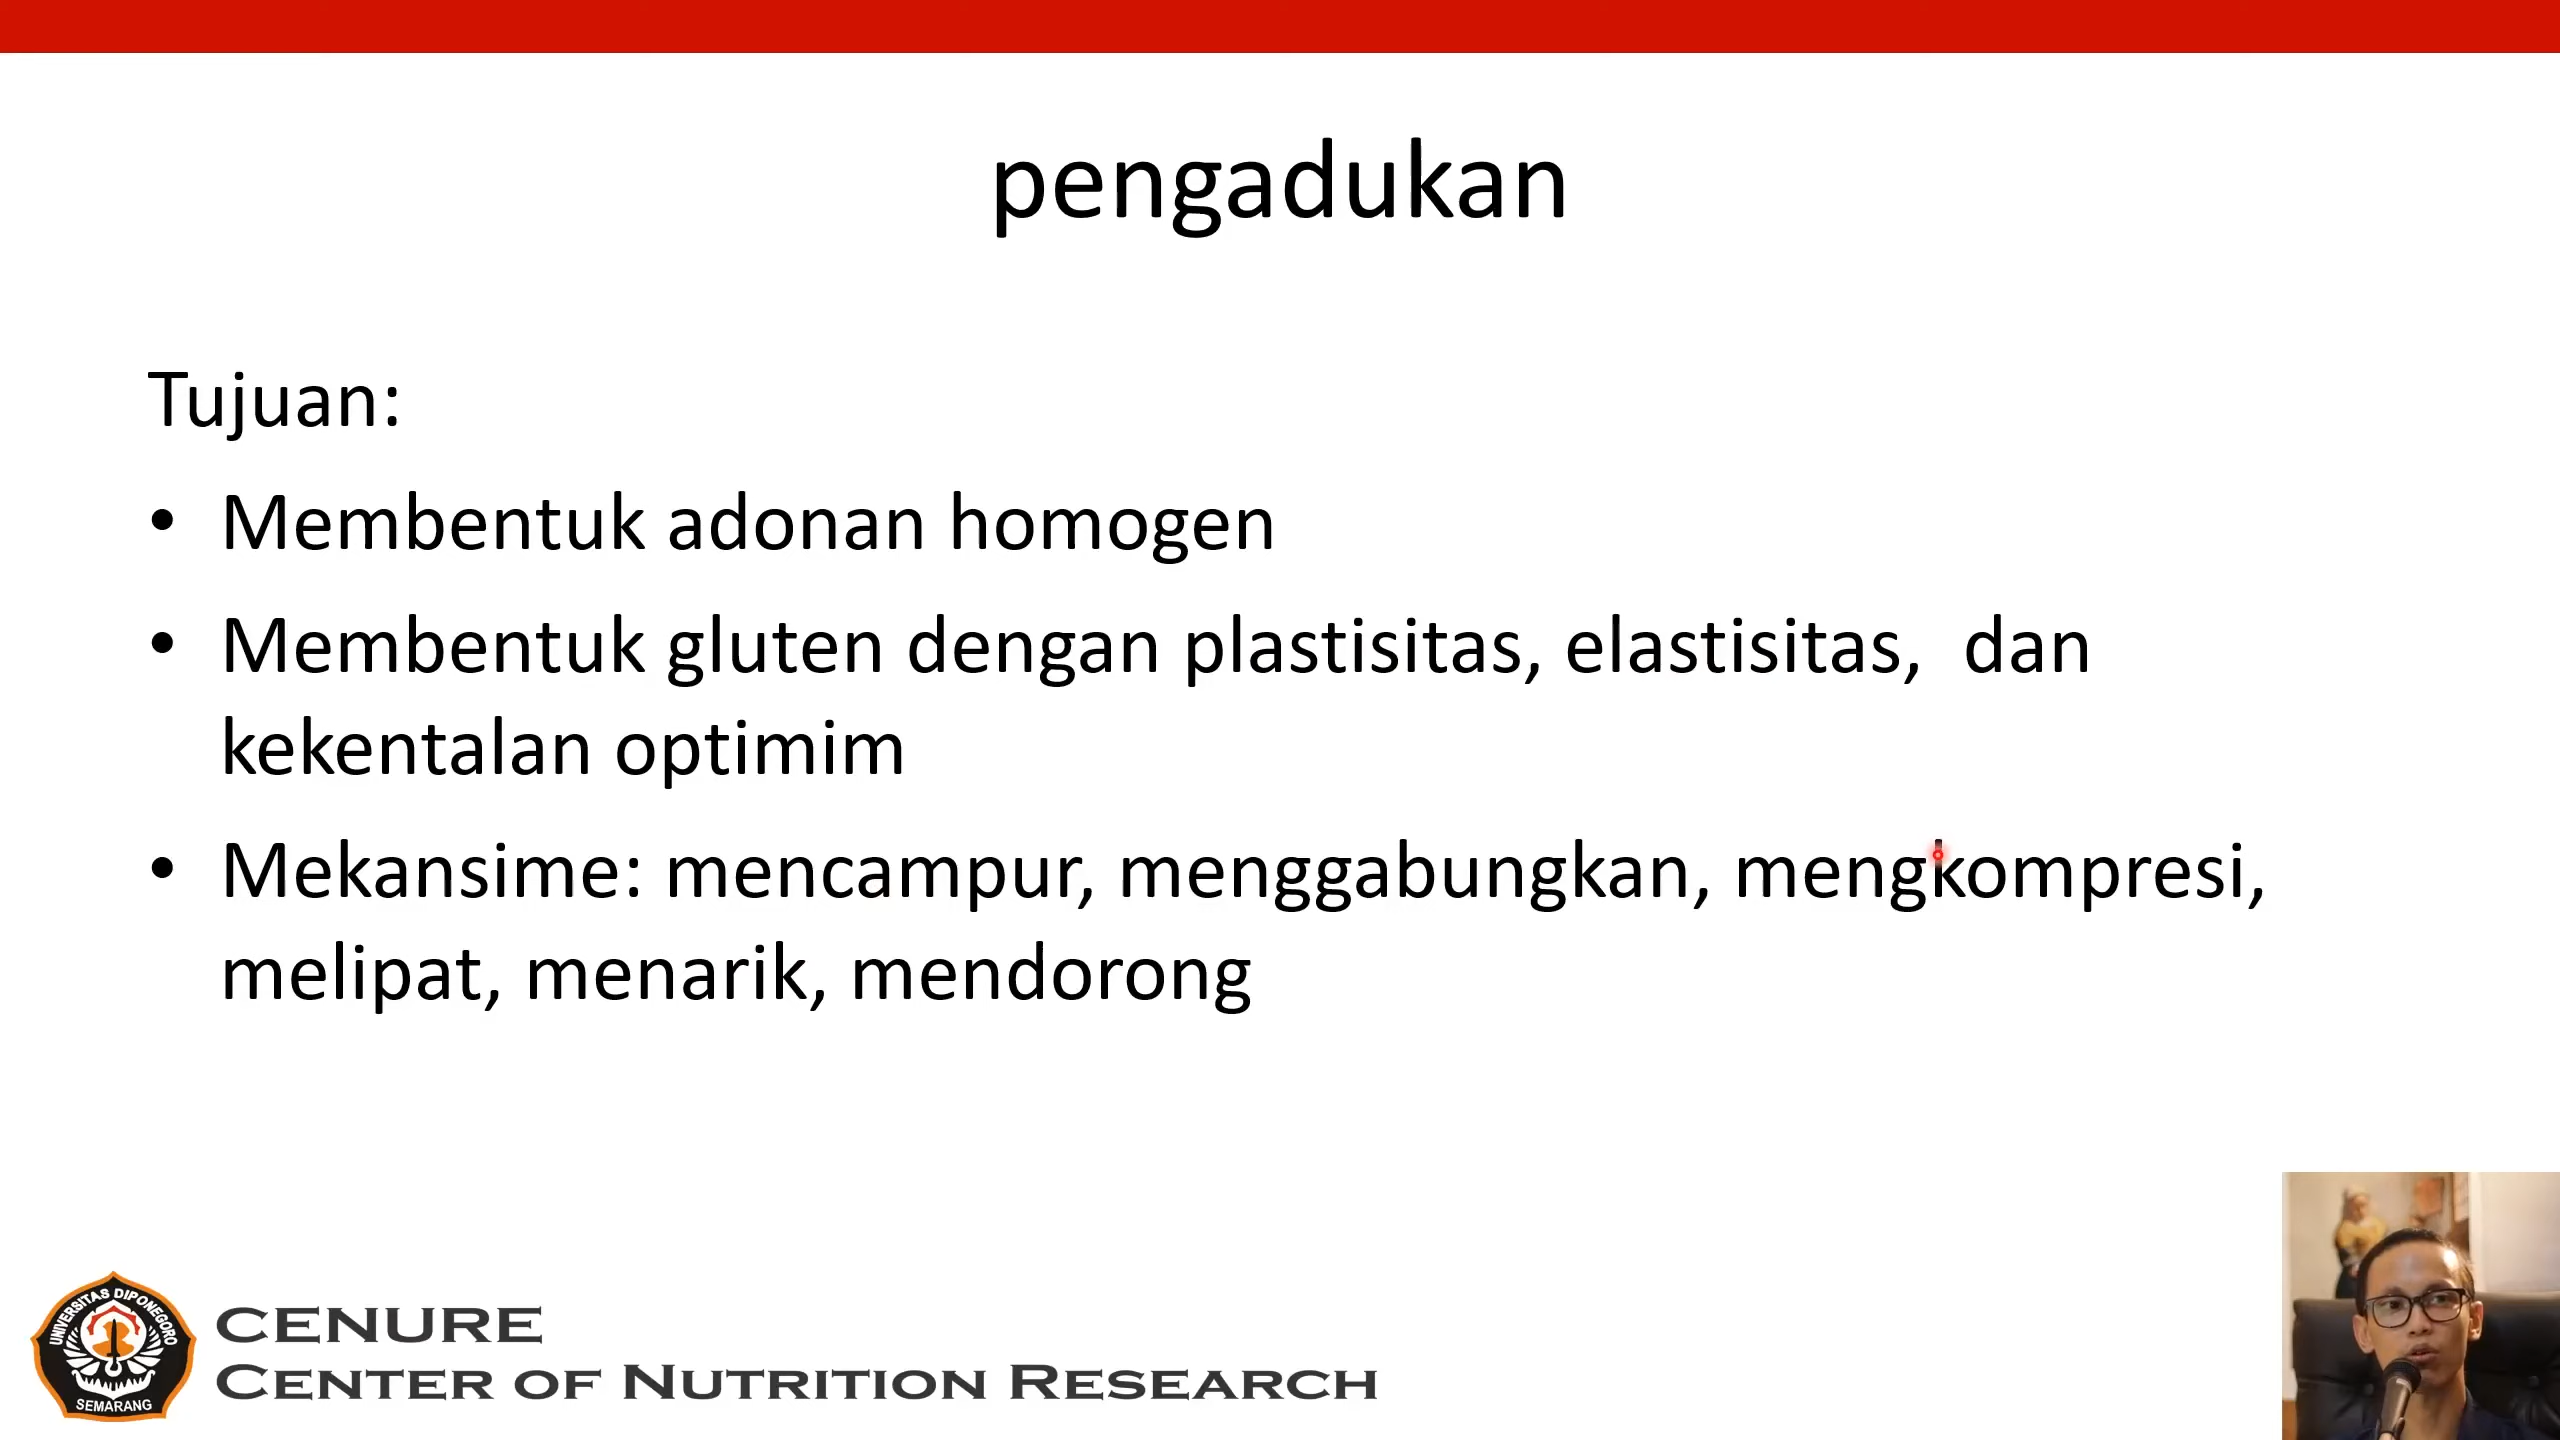 pengadukan
Tujuan:
• Membentuk adonan homogen
• Membentuk gluten dengan plastisitas, elastisitas,  dan
kekentalan optimim
• Mekansime: mencampur, menggabungkan, mengkompresi,
melipat, menarik, mendorong
UNIVERSITAS DIPONEGORO
SEMARANG
CENURE
CENTER OF NUTRITION RESEARCH